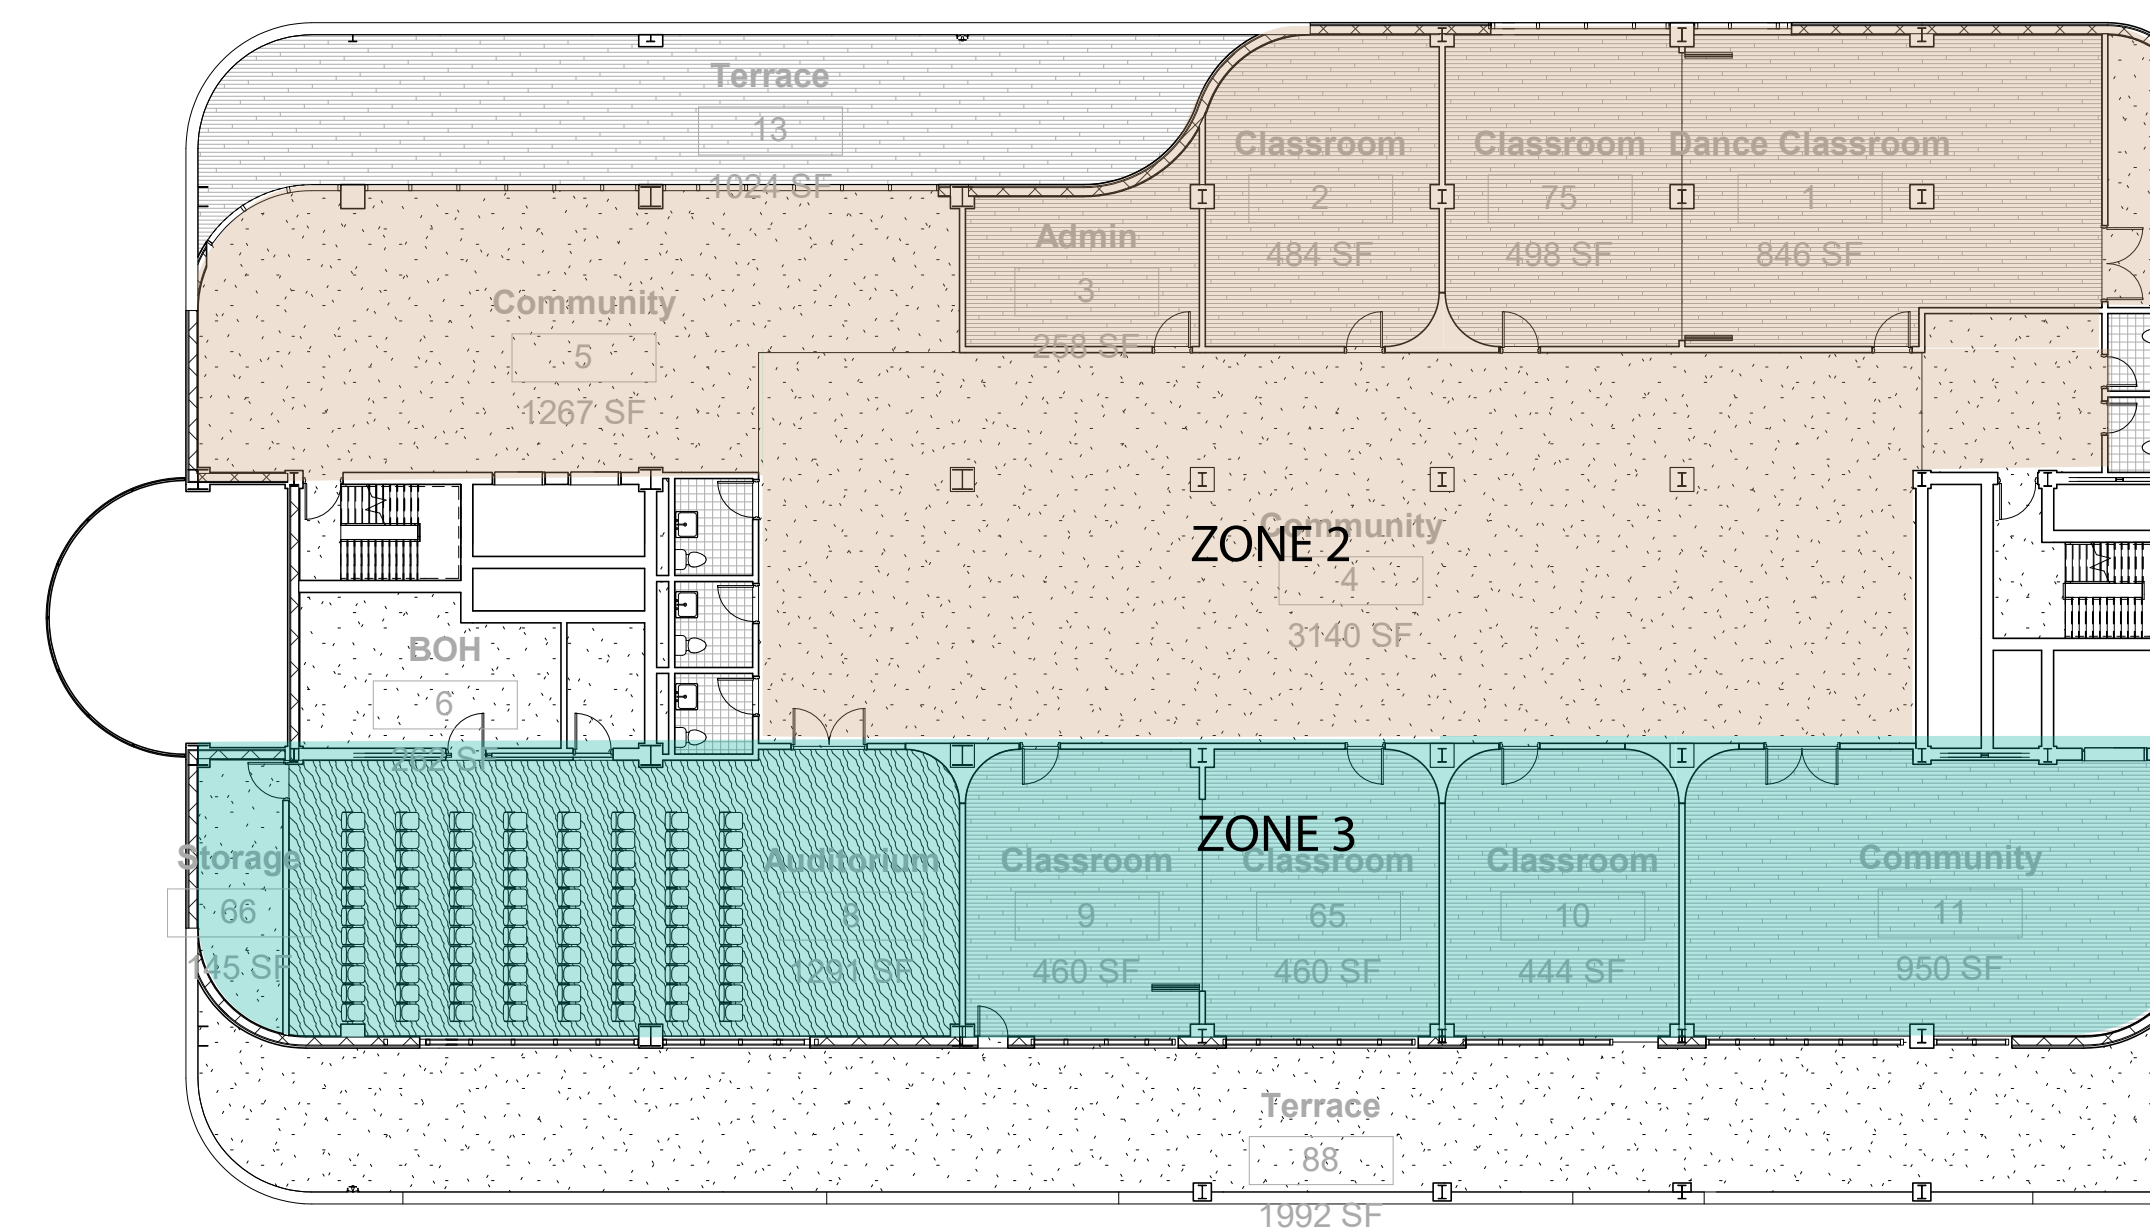 Terrace
13
1024 SF
Classroom
2
484 SF
Classroom
75
498 SF
Dance Classroom
1
846 SF
Admin
3
258 SF
Community
5
1267 SF
ZONE 2
Community
4
3140 SF
BOH
6
262 SF
ZONE 3
Storage
66
145 SF
Auditorium
8
1291 SF
Classroom
9
460 SF
Classroom
65
460 SF
Classroom
10
444 SF
Community
11
950 SF
Terrace
88
1992 SF